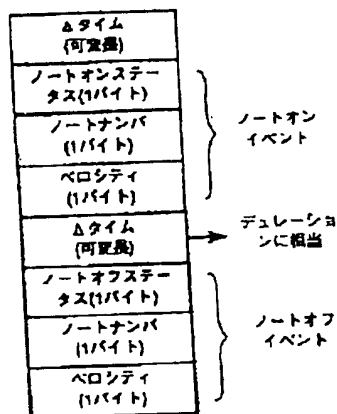 Δタイム
(可変長)
ノートオンステー
タス(1バイト)
ノートナンバ
(1バイト)
ベロシティ
(1バイト)
Δタイム
(可変長)
ノートオフステー
タス(1バイト)
ノートナンバ
(1バイト)
ベロシティ
(1バイト)
ノートオン
イベント
デュレーショ
ンに相当
ノートオフ
イベント